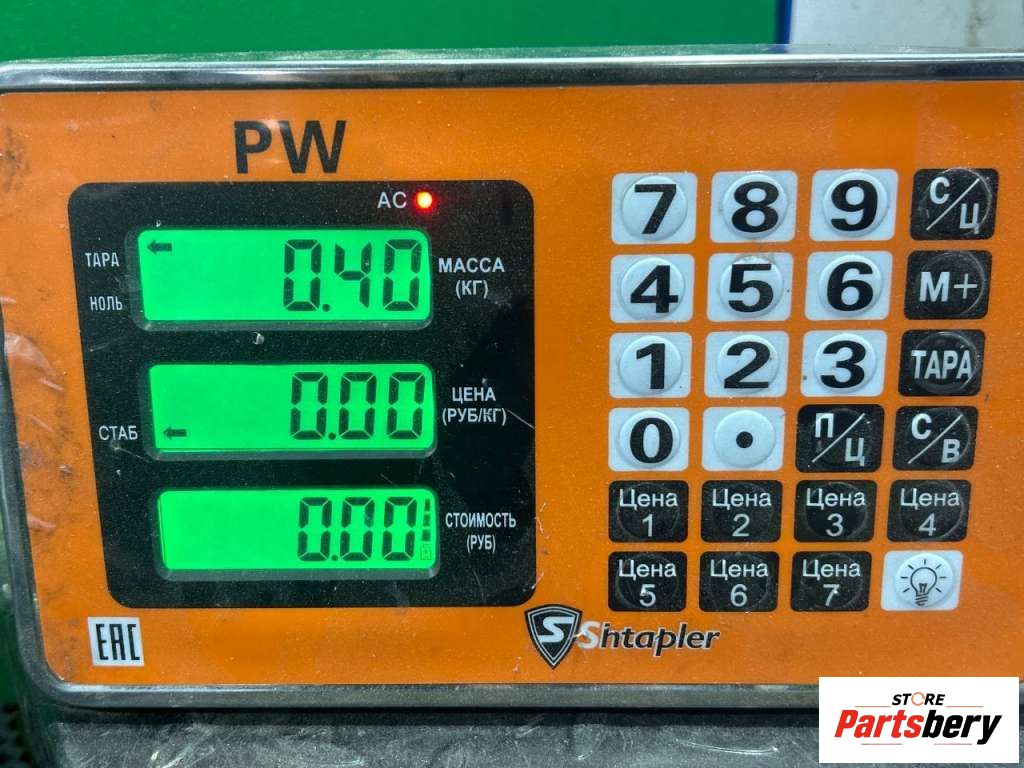 PW
AC
ТАРА
НОЛЬ
0.40
МАССА
(КГ)
СТАБ
0.00
ЦЕНА
(РУБ/КГ)
0.00
СТОИМОСТЬ
(РУБ)
7 8 9 С/Ц
4 5 6 М+
1 2 3 ТАРА
0 . П/Ц С/В
Цена 1 Цена 2 Цена 3 Цена 4
Цена 5 Цена 6 Цена 7
EAC
S Shtapler
STORE
Partsbery